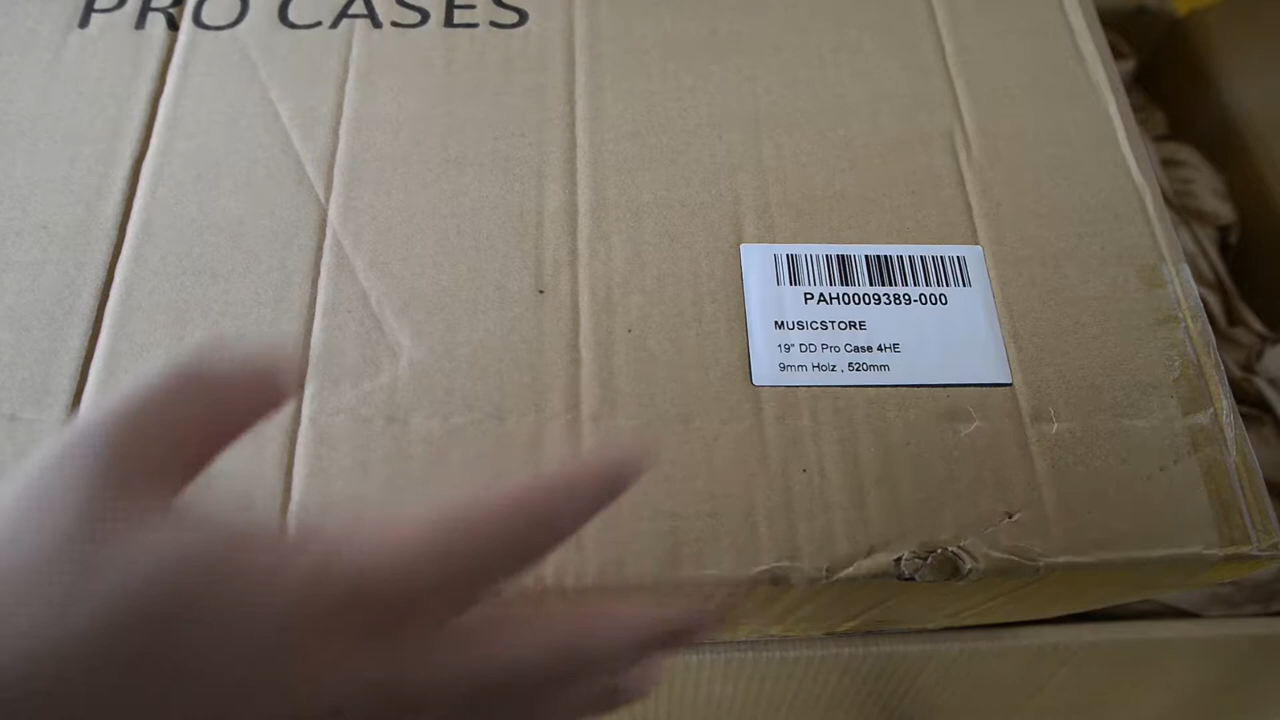 PRO CASES
PAH0009389-000
MUSICSTORE
19" DD Pro Case 4HE
9mm Holz , 520mm